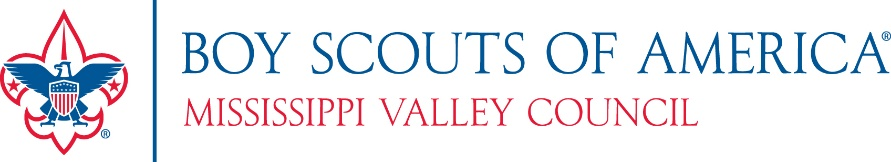 BOY SCOUTS OF AMERICA®
MISSISSIPPI VALLEY COUNCIL
®